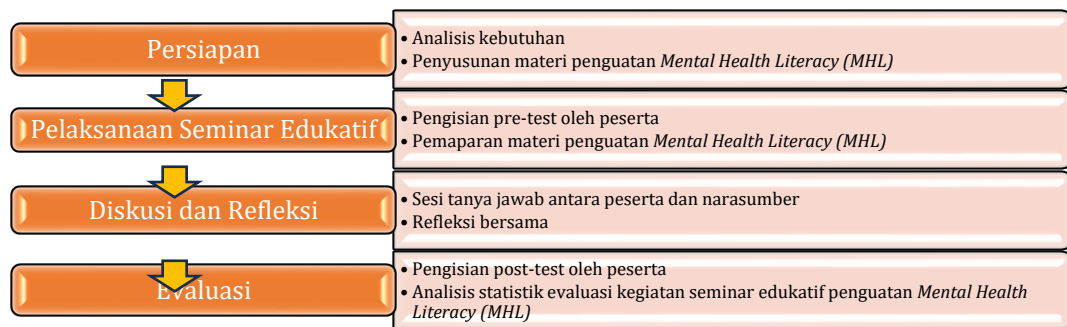 Persiapan
• Analisis kebutuhan
• Penyusunan materi penguatan Mental Health Literacy (MHL)
Pelaksanaan Seminar Edukatif
• Pengisian pre-test oleh peserta
• Pemaparan materi penguatan Mental Health Literacy (MHL)
Diskusi dan Refleksi
• Sesi tanya jawab antara peserta dan narasumber
• Refleksi bersama
Evaluasi
• Pengisian post-test oleh peserta
• Analisis statistik evaluasi kegiatan seminar edukatif penguatan Mental Health
Literacy (MHL)